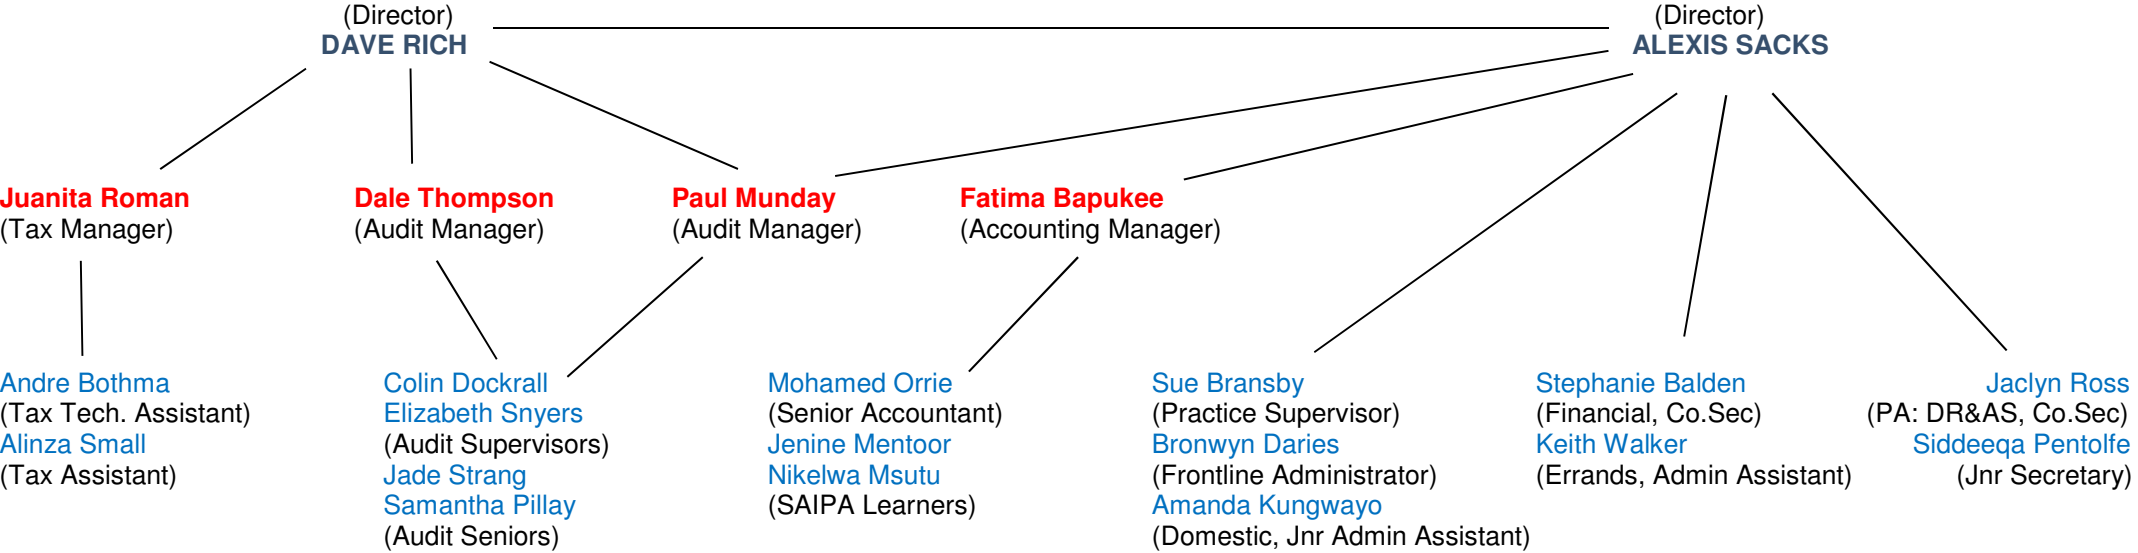 (Director)
DAVE RICH
(Director)
ALEXIS SACKS
Juanita Roman
(Tax Manager)
Dale Thompson
(Audit Manager)
Paul Munday
(Audit Manager)
Fatima Bapukee
(Accounting Manager)
Andre Bothma
(Tax Tech. Assistant)
Alinza Small
(Tax Assistant)
Colin Dockrall
Elizabeth Snyers
(Audit Supervisors)
Jade Strang
Samantha Pillay
(Audit Seniors)
Mohamed Orrie
(Senior Accountant)
Jenine Mentoor
Nikelwa Msutu
(SAIPA Learners)
Sue Bransby
(Practice Supervisor)
Bronwyn Daries
(Frontline Administrator)
Amanda Kungwayo
(Domestic, Jnr Admin Assistant)
Stephanie Balden
(Financial, Co.Sec)
Keith Walker
(Errands, Admin Assistant)
Jaclyn Ross
(PA: DR&AS, Co.Sec)
Siddeeqa Pentolfe
(Jnr Secretary)